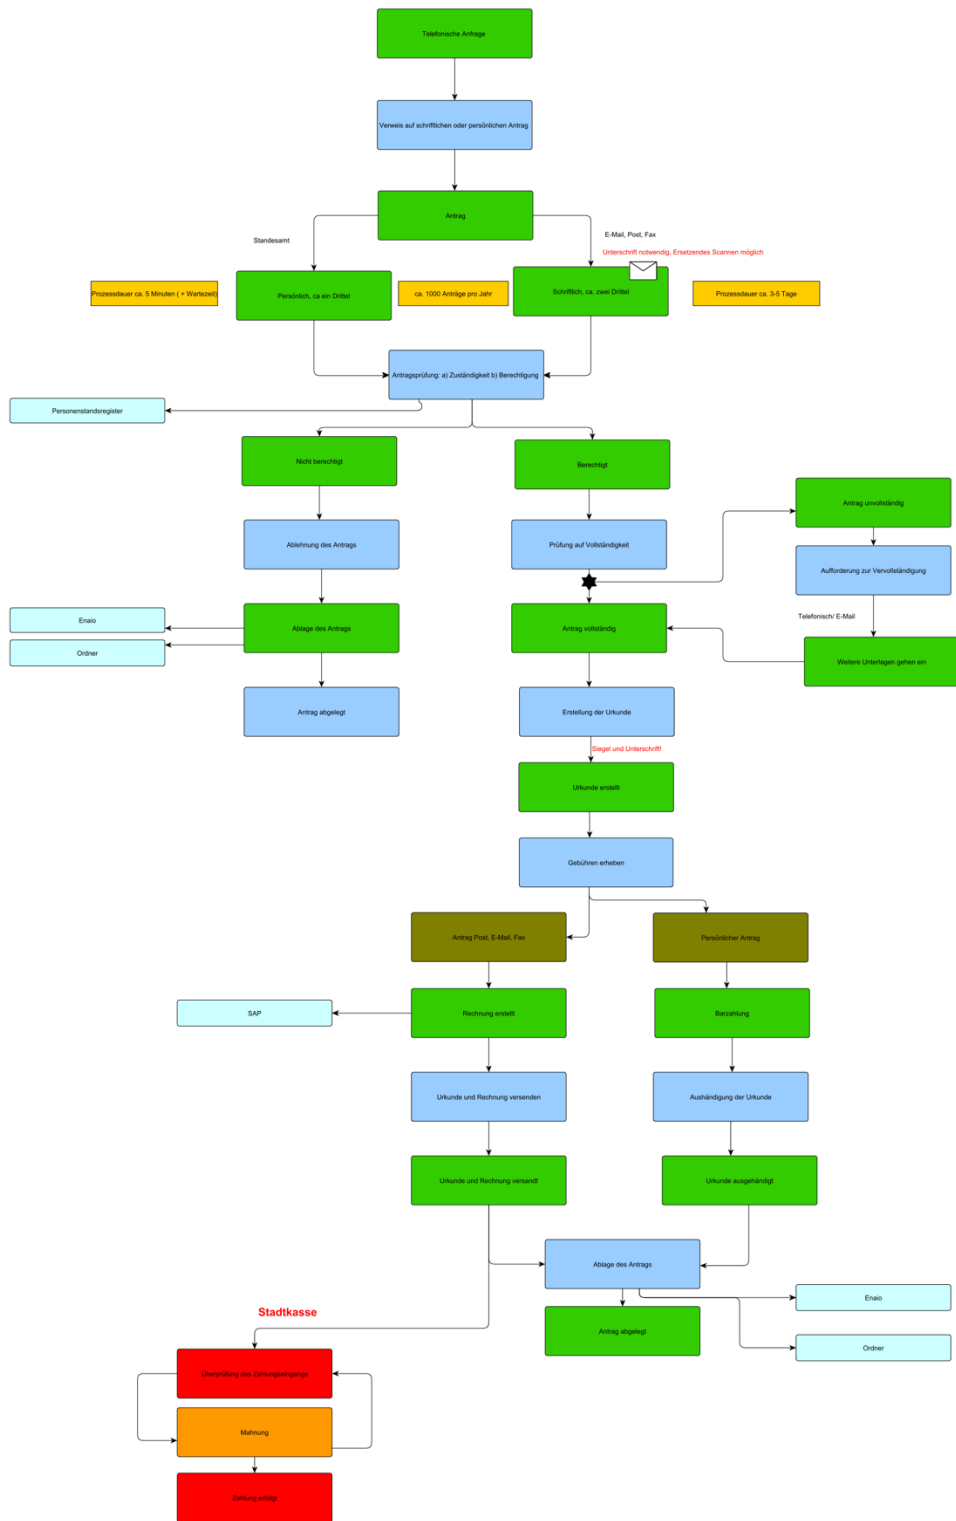 Telefonische Anfrage
Verweis auf schriftlichen oder persönlichen Antrag
Antrag
Standesamt
E-Mail, Post, Fax
Unterschrift notwendig, Ersetzendes Scannen möglich
Prozessdauer ca. 5 Minuten ( + Wartezeit)
Persönlich, ca ein Drittel
ca. 1000 Anträge pro Jahr
Schriftlich, ca. zwei Drittel
Prozessdauer ca. 3-5 Tage
Antragsprüfung: a) Zuständigkeit b) Berechtigung
Personenstandsregister
Nicht berechtigt
Berechtigt
Antrag unvollständig
Ablehnung des Antrags
Prüfung auf Vollständigkeit
Aufforderung zur Vervollständigung
Telefonisch/ E-Mail
Enaio
Ordner
Ablage des Antrags
Antrag vollständig
Weitere Unterlagen gehen ein
Antrag abgelegt
Erstellung der Urkunde
Siegel und Unterschrift!
Urkunde erstellt
Gebühren erheben
Antrag Post, E-Mail, Fax
Persönlicher Antrag
SAP
Rechnung erstellt
Barzahlung
Urkunde und Rechnung versenden
Aushändigung der Urkunde
Urkunde und Rechnung versandt
Urkunde ausgehändigt
Ablage des Antrags
Enaio
Stadtkasse
Antrag abgelegt
Ordner
Überprüfung des Zahlungseingangs
Mahnung
Zahlung erfolgt